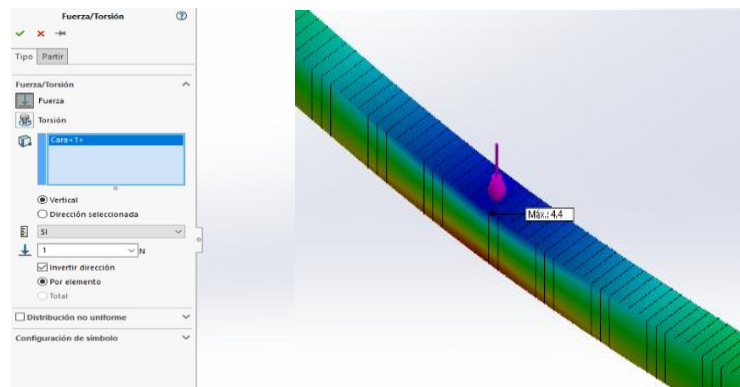 Fuerza/Torsión
Tipo Partir
Fuerza/Torsión
Fuerza
Torsión
Cara<1>
Vertical
Dirección seleccionada
SI
1 N
Invertir dirección
Por elemento
Total
Distribución no uniforme
Configuración de símbolo
Máx.: 4,4